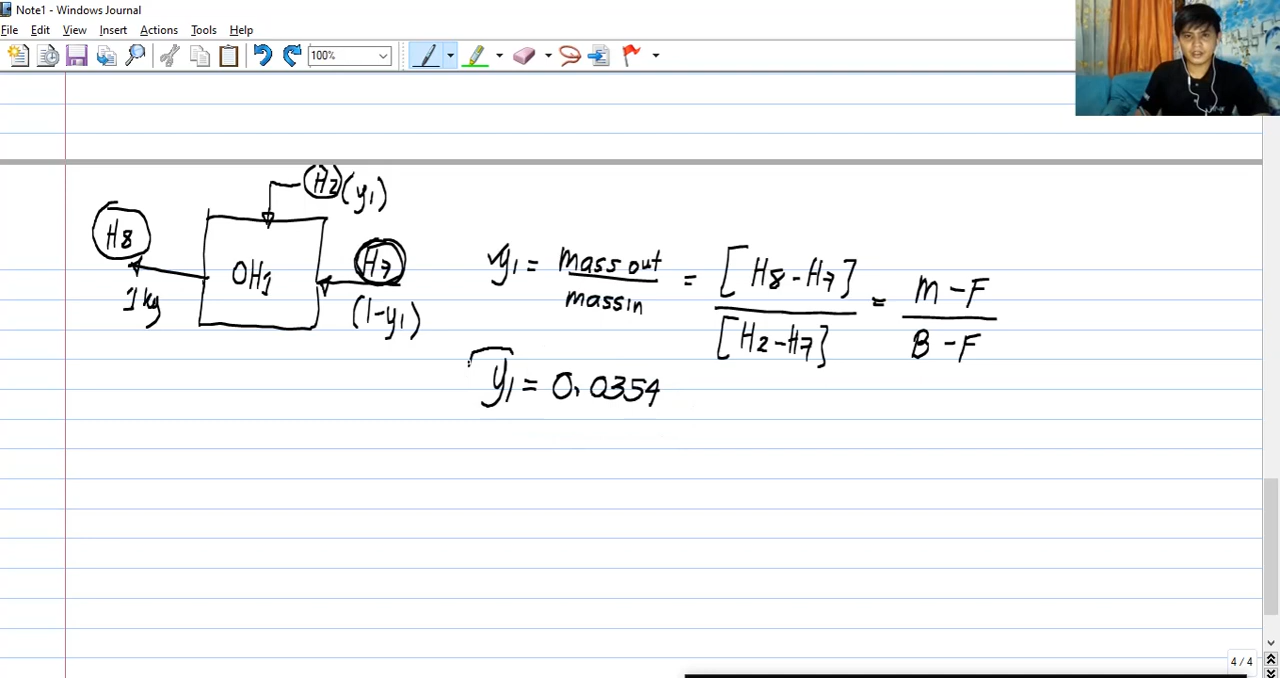 Note1 - Windows Journal
File Edit View Insert Actions Tools Help
100%
H2 (y1)
H8
OH1
H7
1 kg
(1-y1)
y1 = mass out / mass in = [H8-H7] / [H2-H7] = M-F / B-F
y1 = 0.0354
4 / 4